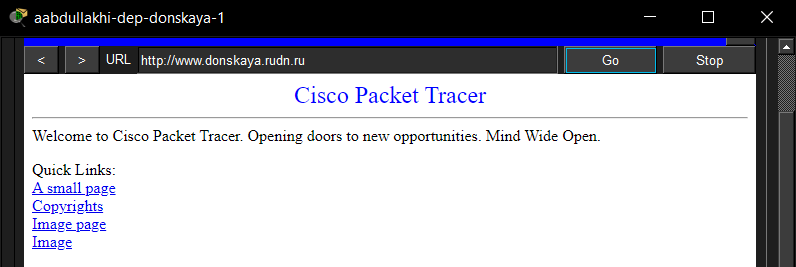 aabdullakhi-dep-donskaya-1
< > URL http://www.donskaya.rudn.ru Go Stop
Cisco Packet Tracer
Welcome to Cisco Packet Tracer. Opening doors to new opportunities. Mind Wide Open.
Quick Links:
A small page
Copyrights
Image page
Image